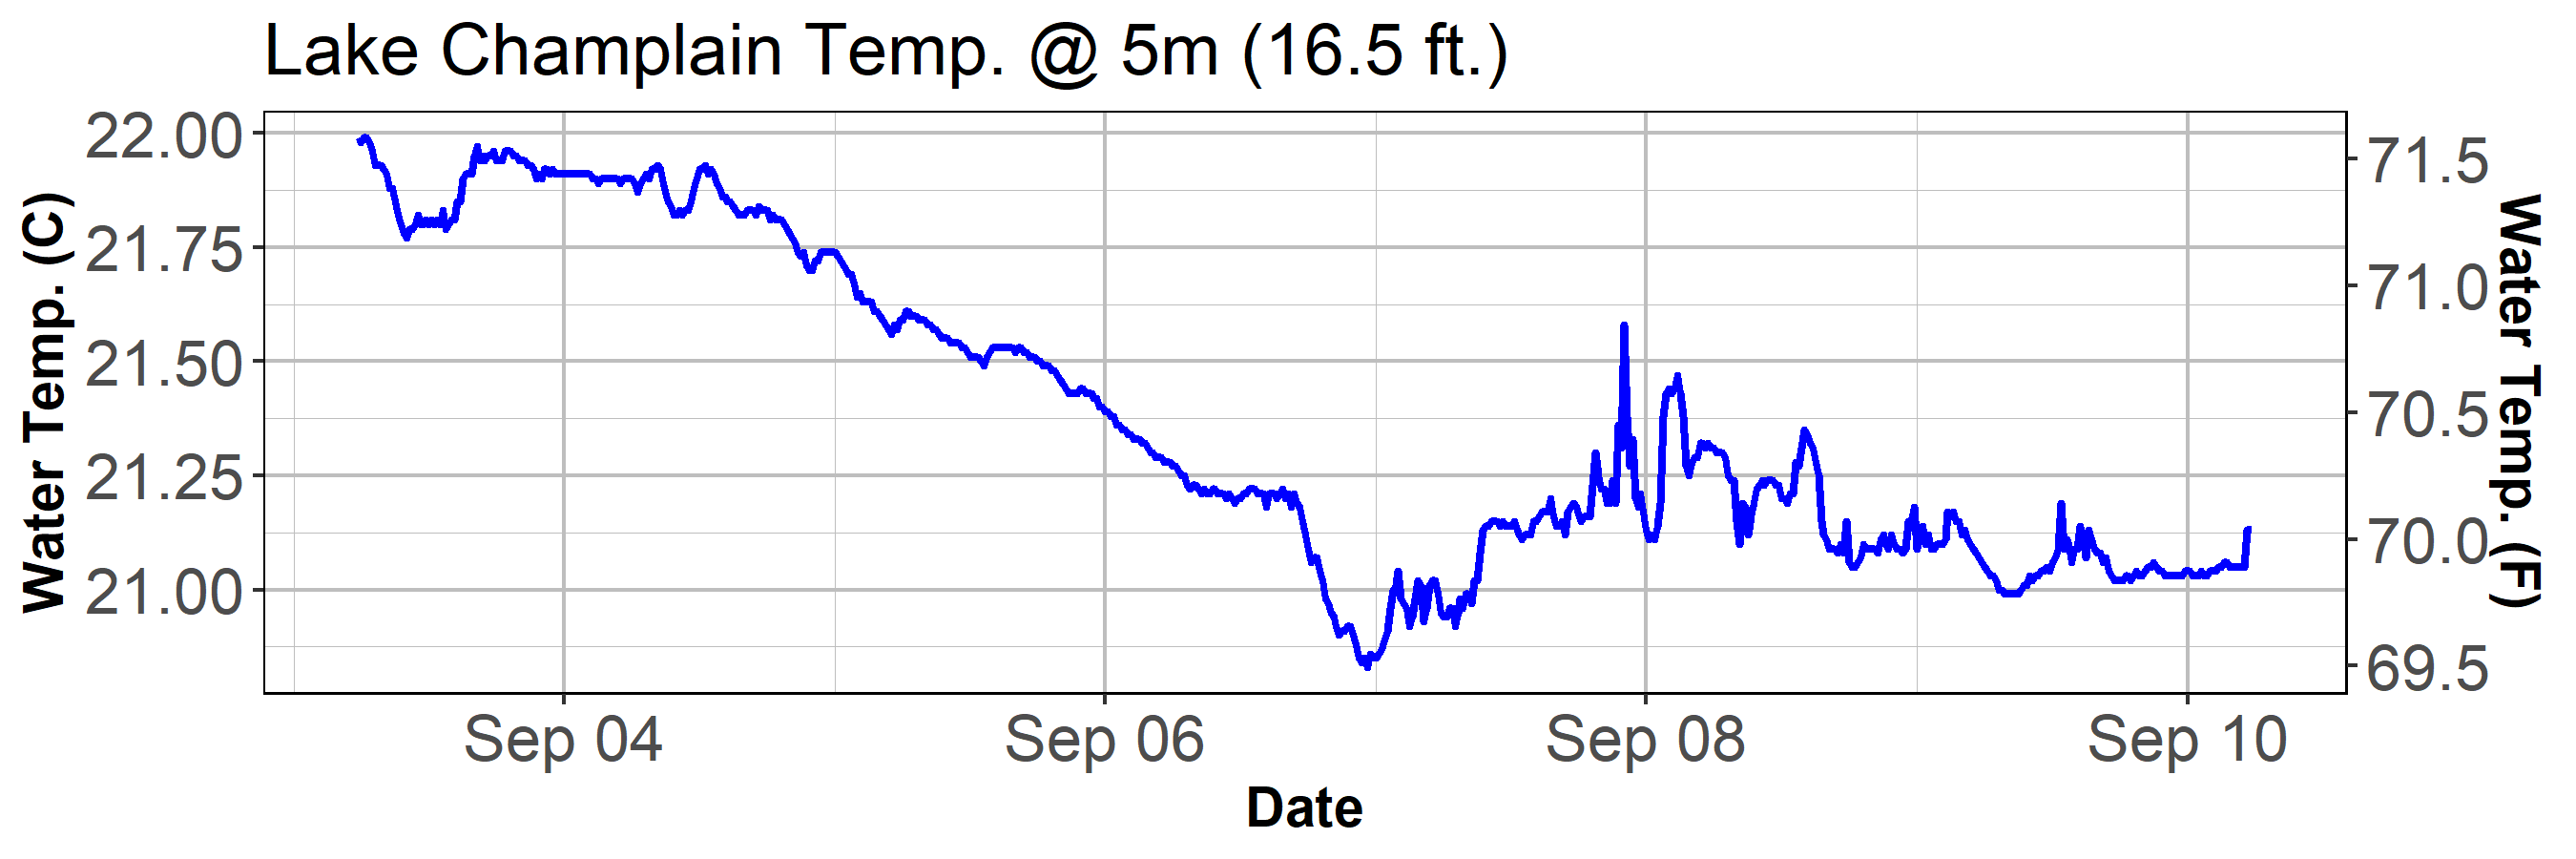 Lake Champlain Temp. @ 5m (16.5 ft.)
Water Temp. (C)
22.00
21.75
21.50
21.25
21.00
71.5
71.0
70.5
70.0
69.5
Water Temp. (F)
Sep 04 Sep 06 Sep 08 Sep 10
Date